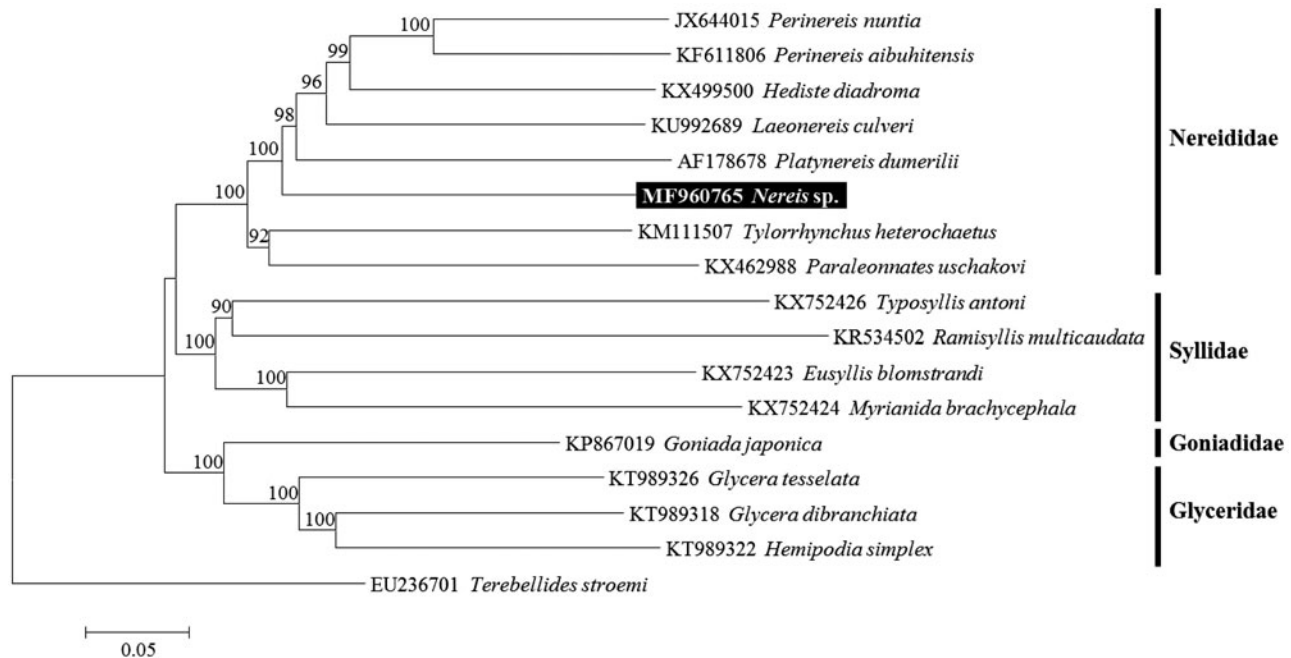 100
JX644015 Perinereis nuntia
99
KF611806 Perinereis aibuhitensis
96
KX499500 Hediste diadroma
98
KU992689 Laeonereis culveri
Nereididae
100
AF178678 Platynereis dumerilii
100
MF960765 Nereis sp.
92
KM111507 Tylorrhynchus heterochaetus
KX462988 Paraleonnates uschakovi
90
KX752426 Typosyllis antoni
100
KR534502 Ramisyllis multicaudata
Syllidae
100
KX752423 Eusyllis blomstrandi
KX752424 Myrianida brachycephala
100
KP867019 Goniada japonica
Goniadidae
100
KT989326 Glycera tesselata
100
KT989318 Glycera dibranchiata
Glyceridae
KT989322 Hemipodia simplex
EU236701 Terebellides stroemi
0.05